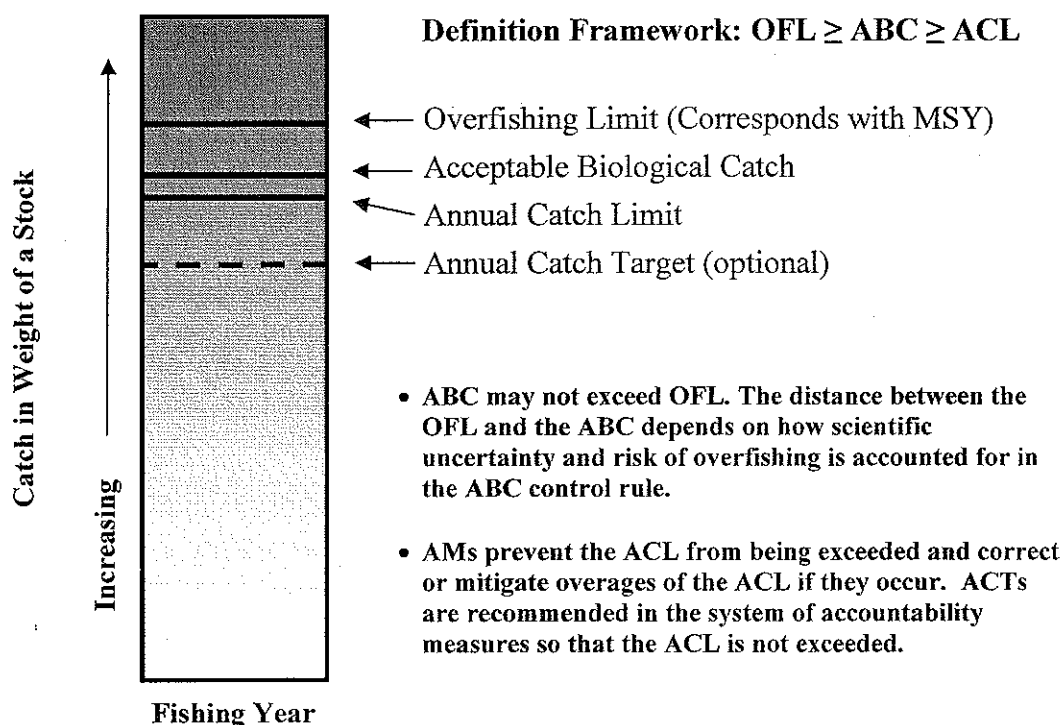 Definition Framework: OFL ≥ ABC ≥ ACL
Overfishing Limit (Corresponds with MSY)
Acceptable Biological Catch
Annual Catch Limit
Annual Catch Target (optional)
Catch in Weight of a Stock
Increasing
• ABC may not exceed OFL. The distance between the
OFL and the ABC depends on how scientific
uncertainty and risk of overfishing is accounted for in
the ABC control rule.
• AMs prevent the ACL from being exceeded and correct
or mitigate overages of the ACL if they occur.  ACTs
are recommended in the system of accountability
measures so that the ACL is not exceeded.
Fishing Year